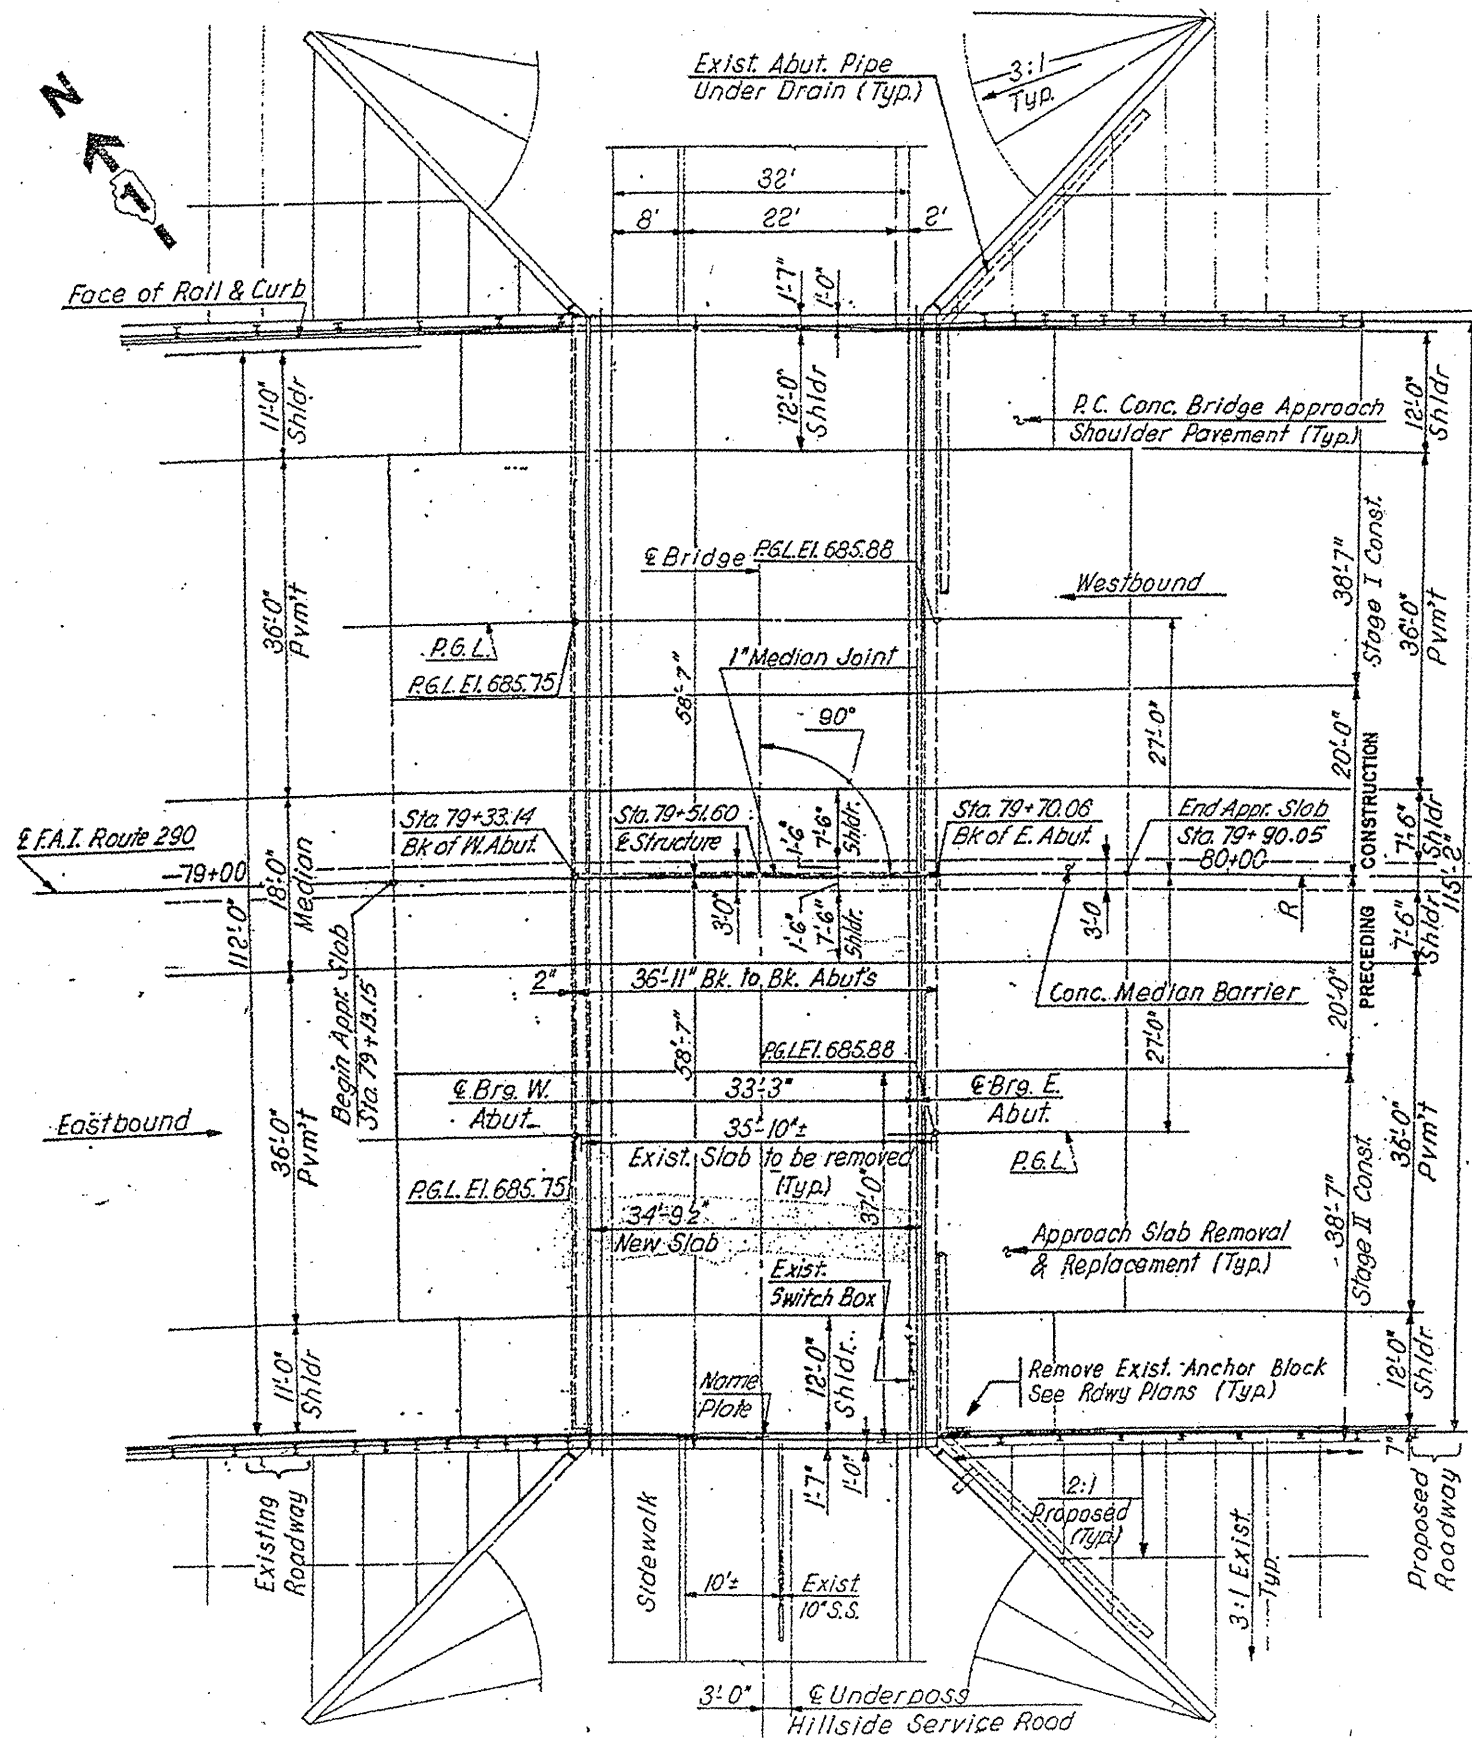 N
Exist. Abut. Pipe
Under Drain (Typ.)
3:1
Typ.
32'
8'
22'
2'
Face of Rail & Curb
1'-7"
1'-0"
11'-0"
Shldr
12'-0"
Shldr
P.C. Conc. Bridge Approach
Shoulder Pavement (Typ.)
12'-0"
Shldr
℄ Bridge
P.G.L. El. 685.88
Westbound
36'-0"
Pvm't
P.G.L.
P.G.L. El. 685.75
58'-7"
1" Median Joint
90°
27'-0"
38'-7"
Stage I Const.
36'-0"
Pvm't
20'-0"
℄ F.A.I. Route 290
79+00
Sta. 79+33.14
Bk of W. Abut.
Sta. 79+51.60
℄ Structure
1'-6"
7'-6"
Shldr.
Sta. 79+70.06
Bk of E. Abut.
End Appr. Slab
Sta. 79+90.05
80+00
PRECEDING CONSTRUCTION
7'-6"
Shldr
115'-2"
112'-0"
18'-0"
Median
3'-0"
1'-6"
7'-6"
Shldr.
3'-0
R
7'-6"
Shldr
Begin Appr. Slab
Sta. 79+13.15
2"
36'-11" Bk. to Bk. Abut's
Conc. Median Barrier
20'-0"
58'-7"
P.G.L. El. 685.88
27'-0"
℄ Brg. W.
Abut.
33'-3"
℄ Brg. E.
Abut.
Eastbound
36'-0"
Pvm't
35'-10"±
Exist. Slab to be removed
(Typ.)
P.G.L.
P.G.L. El. 685.75
37'-0"
34'-9½"
New Slab
Approach Slab Removal
& Replacement (Typ.)
38'-7"
Stage II Const.
36'-0"
Pvm't
Exist.
Switch Box
11'-0"
Shldr
Name
Plate
12'-0"
Shldr.
Remove Exist. Anchor Block
See Rdwy Plans (Typ.)
12'-0"
Shldr.
7"
Existing
Roadway
Sidewalk
1'-7"
1'-0"
2:1
Proposed
(Typ.)
3:1 Exist.
Typ.
Proposed
Roadway
10'±
Exist
10" S.S.
3'-0"
℄ Underpass
Hillside Service Road